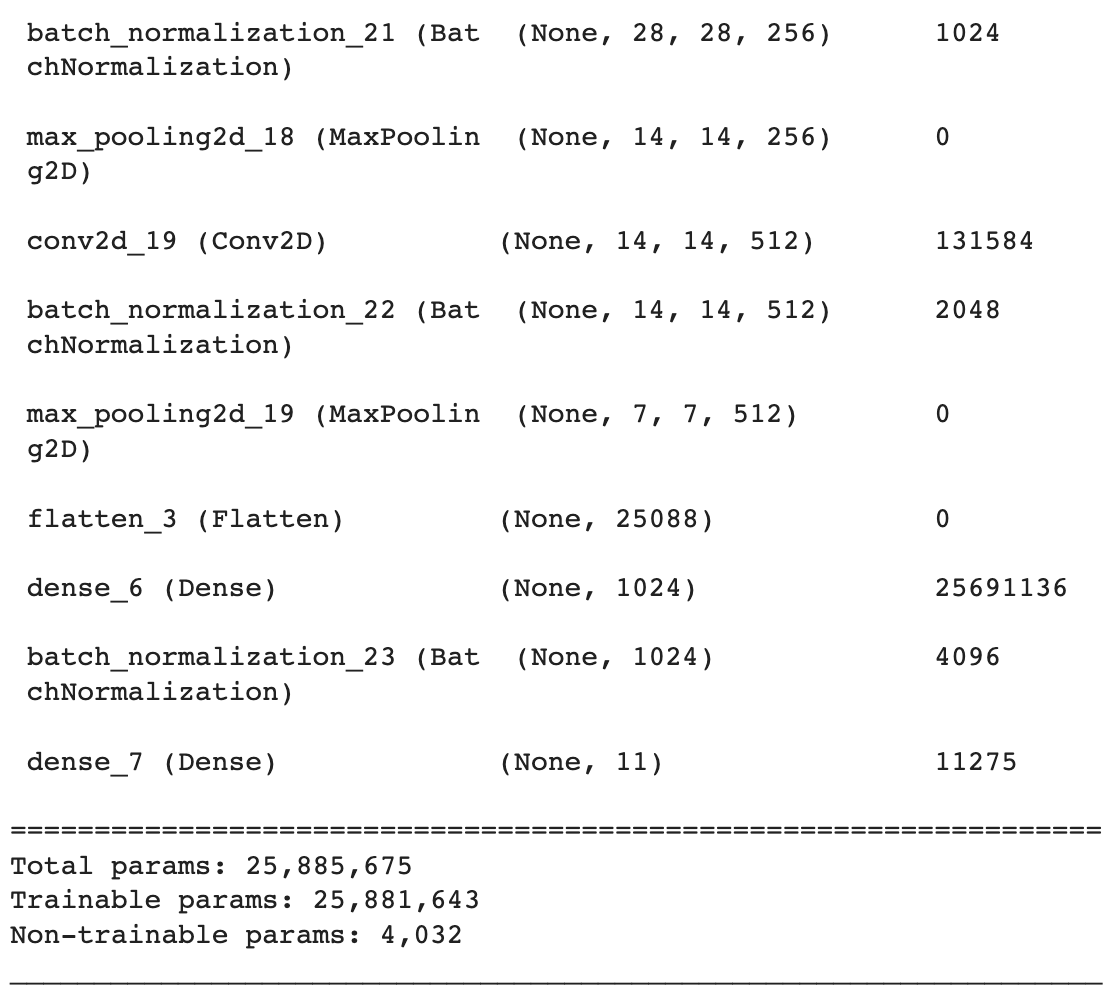 batch_normalization_21 (Bat  (None, 28, 28, 256)      1024
chNormalization)
max_pooling2d_18 (MaxPoolin  (None, 14, 14, 256)      0
g2D)
conv2d_19 (Conv2D)          (None, 14, 14, 512)       131584
batch_normalization_22 (Bat  (None, 14, 14, 512)      2048
chNormalization)
max_pooling2d_19 (MaxPoolin  (None, 7, 7, 512)        0
g2D)
flatten_3 (Flatten)         (None, 25088)             0
dense_6 (Dense)             (None, 1024)              25691136
batch_normalization_23 (Bat  (None, 1024)             4096
chNormalization)
dense_7 (Dense)             (None, 11)                11275
=================================================================
Total params: 25,885,675
Trainable params: 25,881,643
Non-trainable params: 4,032
_________________________________________________________________